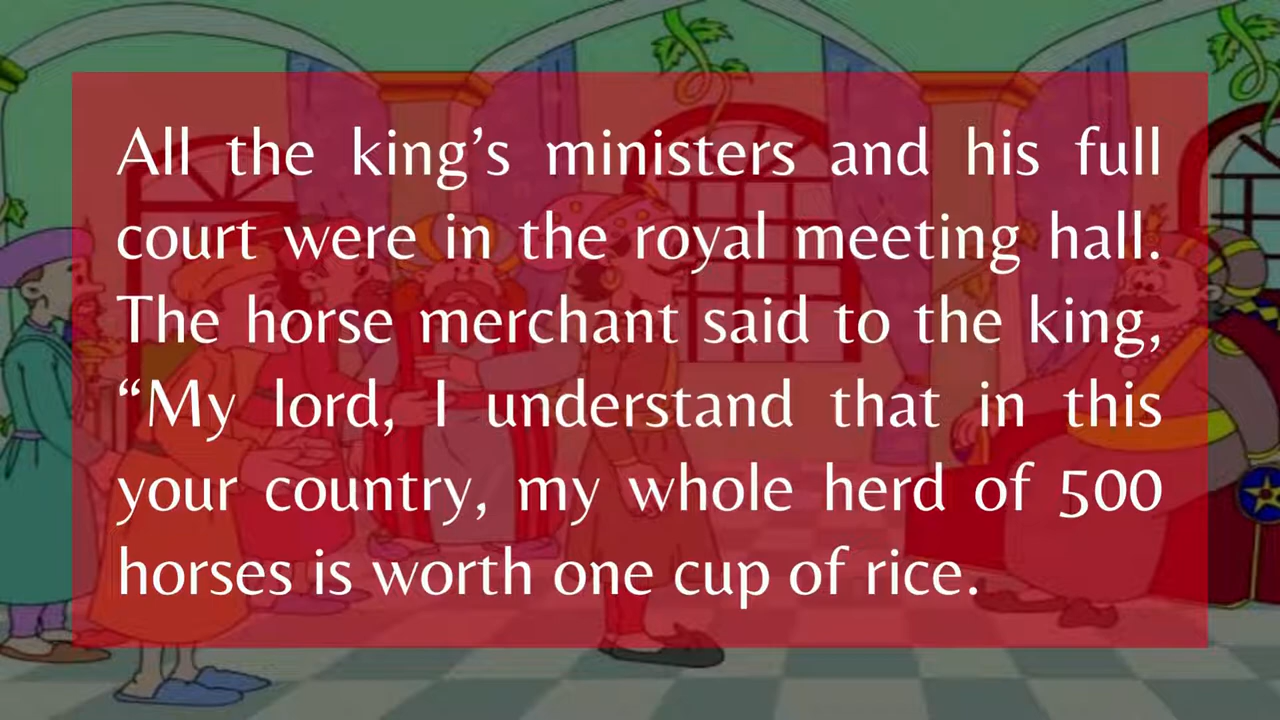 All the king’s ministers and his full
court were in the royal meeting hall.
The horse merchant said to the king,
“My lord, I understand that in this
your country, my whole herd of 500
horses is worth one cup of rice.